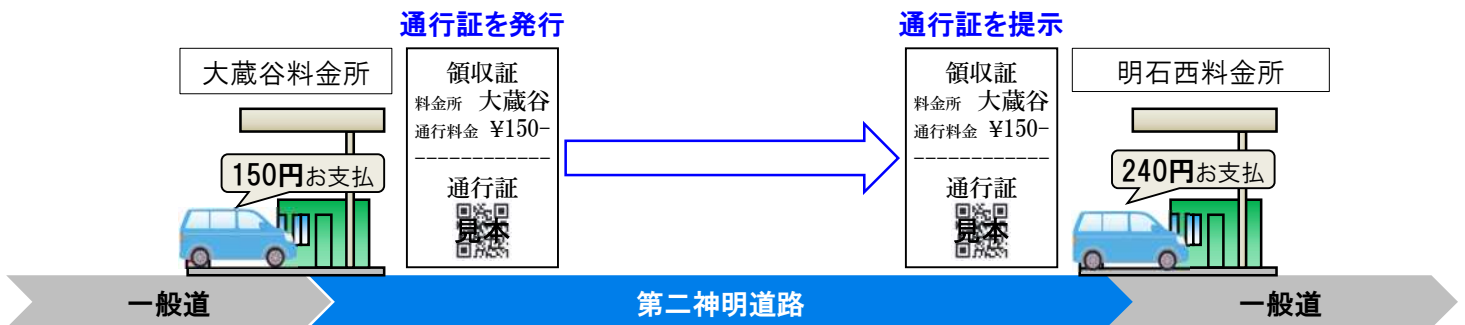 通行証を発行
通行証を提示
大蔵谷料金所
領収証
料金所 大蔵谷
通行料金 ¥150-
------------
通行証
見本
150円お支払
領収証
料金所 大蔵谷
通行料金 ¥150-
------------
通行証
見本
明石西料金所
240円お支払
一般道
第二神明道路
一般道